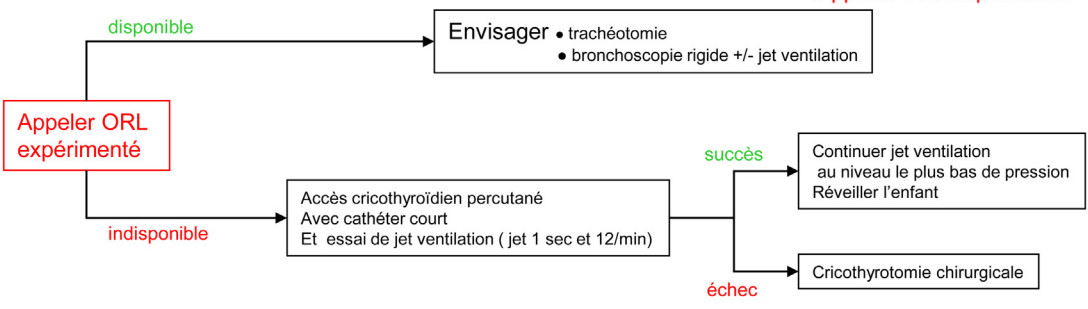 disponible
Envisager ● trachéotomie
● bronchoscopie rigide +/- jet ventilation
Appeler ORL
expérimenté
succès
Continuer jet ventilation
au niveau le plus bas de pression
Réveiller l’enfant
Accès cricothyroïdien percutané
Avec cathéter court
Et essai de jet ventilation ( jet 1 sec et 12/min)
indisponible
Cricothyrotomie chirurgicale
échec